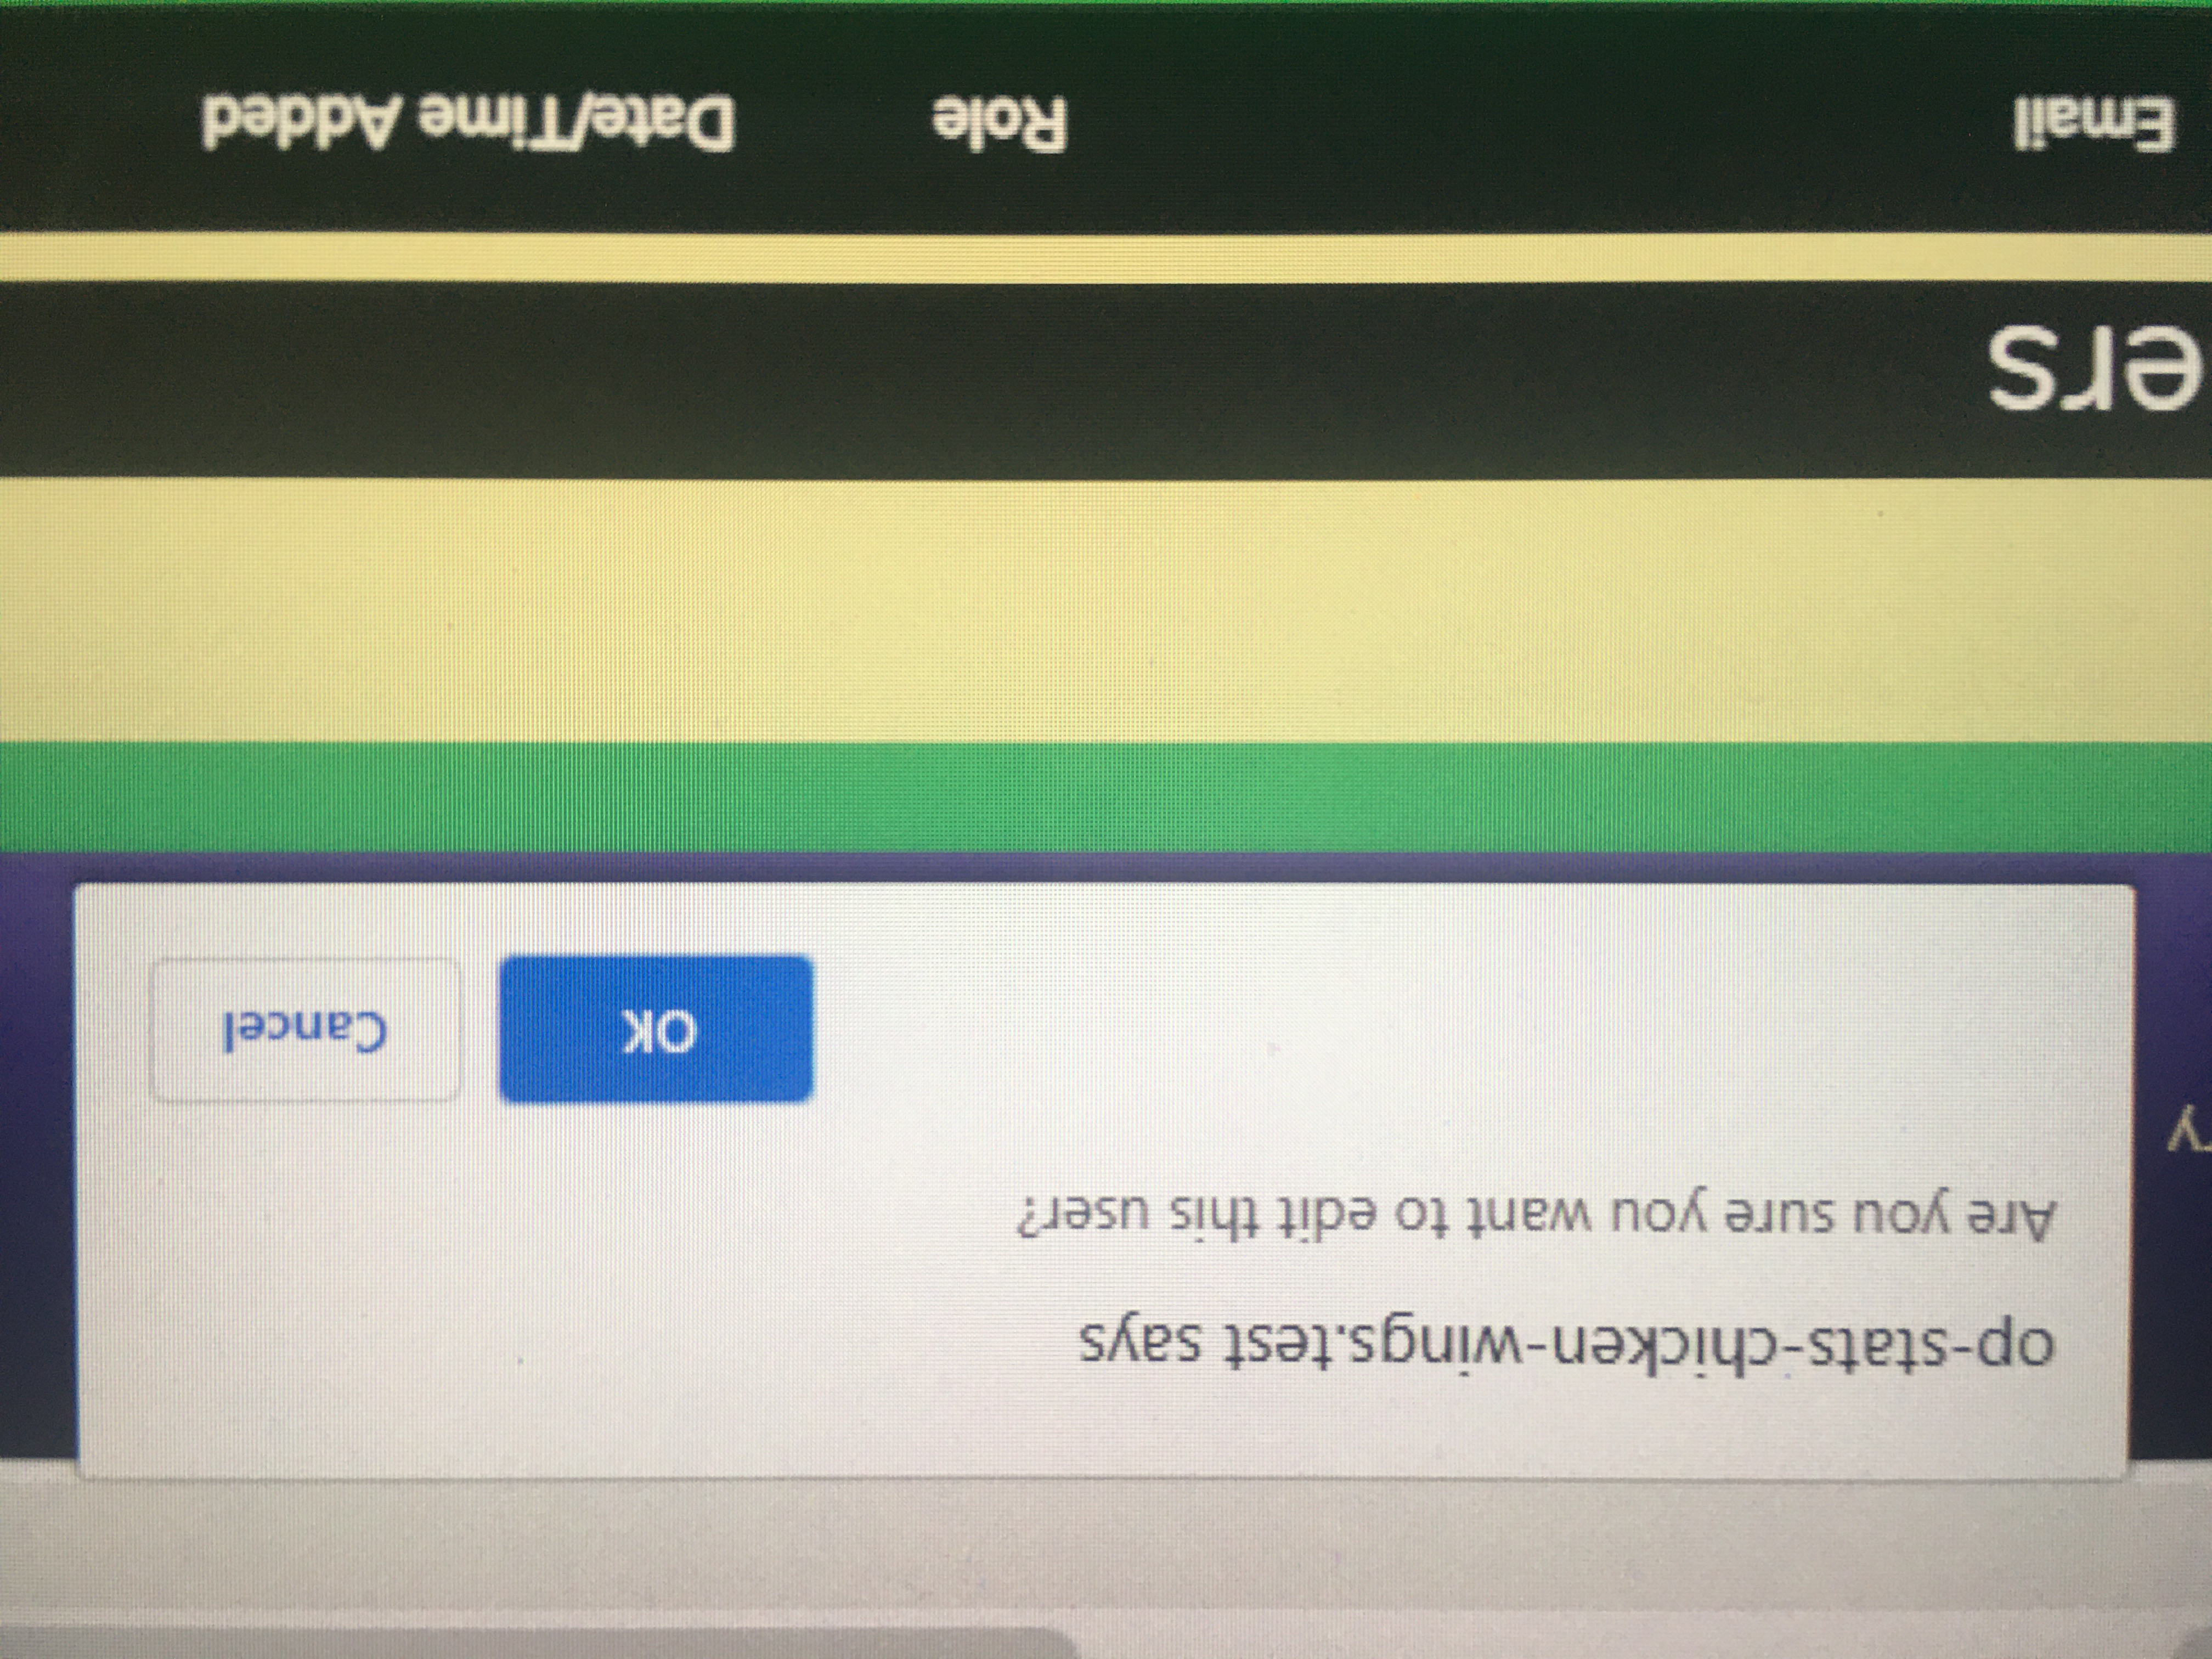 op-stats-chicken-wings.test says
Are you sure you want to edit this user?
ry
OK Cancel
ers
Email Role Date/Time Added